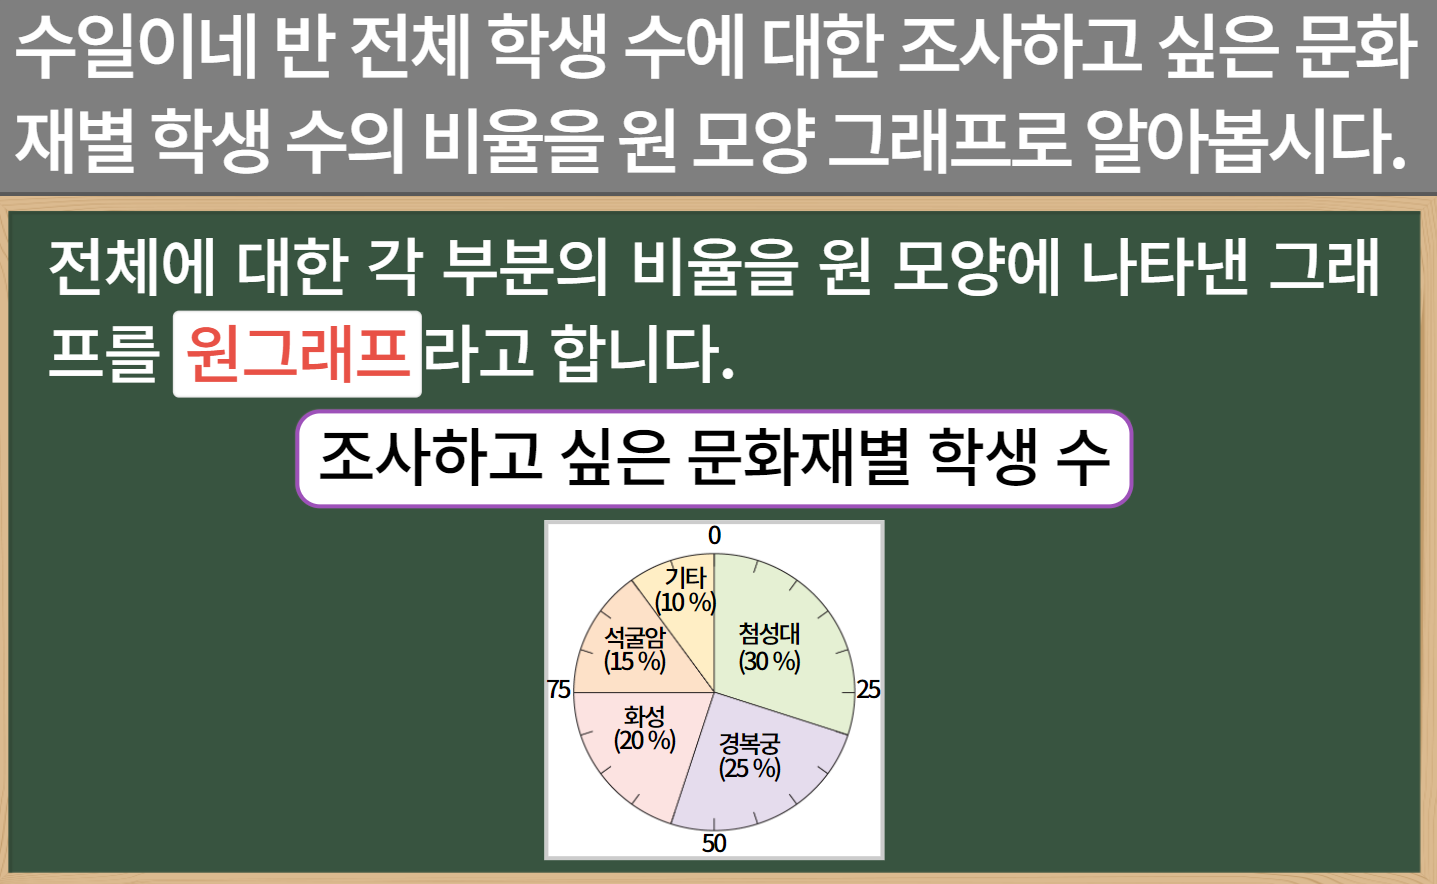 수일이네 반 전체 학생 수에 대한 조사하고 싶은 문화
재별 학생 수의 비율을 원 모양 그래프로 알아봅시다.
전체에 대한 각 부분의 비율을 원 모양에 나타낸 그래
프를 원그래프라고 합니다.
조사하고 싶은 문화재별 학생 수
0
기타
(10 %)
첨성대
(30 %)
석굴암
(15 %)
75
25
화성
(20 %)
경복궁
(25 %)
50